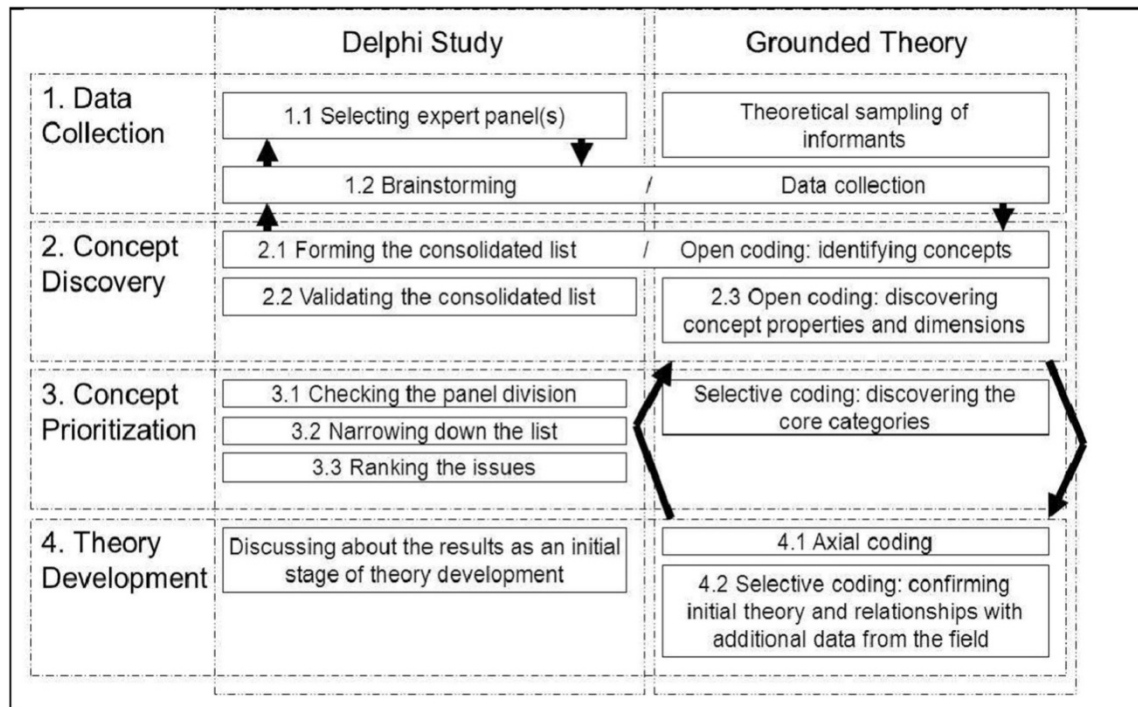 Delphi Study
Grounded Theory
1. Data
Collection
1.1 Selecting expert panel(s)
Theoretical sampling of
informants
1.2 Brainstorming / Data collection
2. Concept
Discovery
2.1 Forming the consolidated list / Open coding: identifying concepts
2.2 Validating the consolidated list
2.3 Open coding: discovering
concept properties and dimensions
3. Concept
Prioritization
3.1 Checking the panel division
3.2 Narrowing down the list
3.3 Ranking the issues
Selective coding: discovering the
core categories
4. Theory
Development
Discussing about the results as an initial
stage of theory development
4.1 Axial coding
4.2 Selective coding: confirming
initial theory and relationships with
additional data from the field